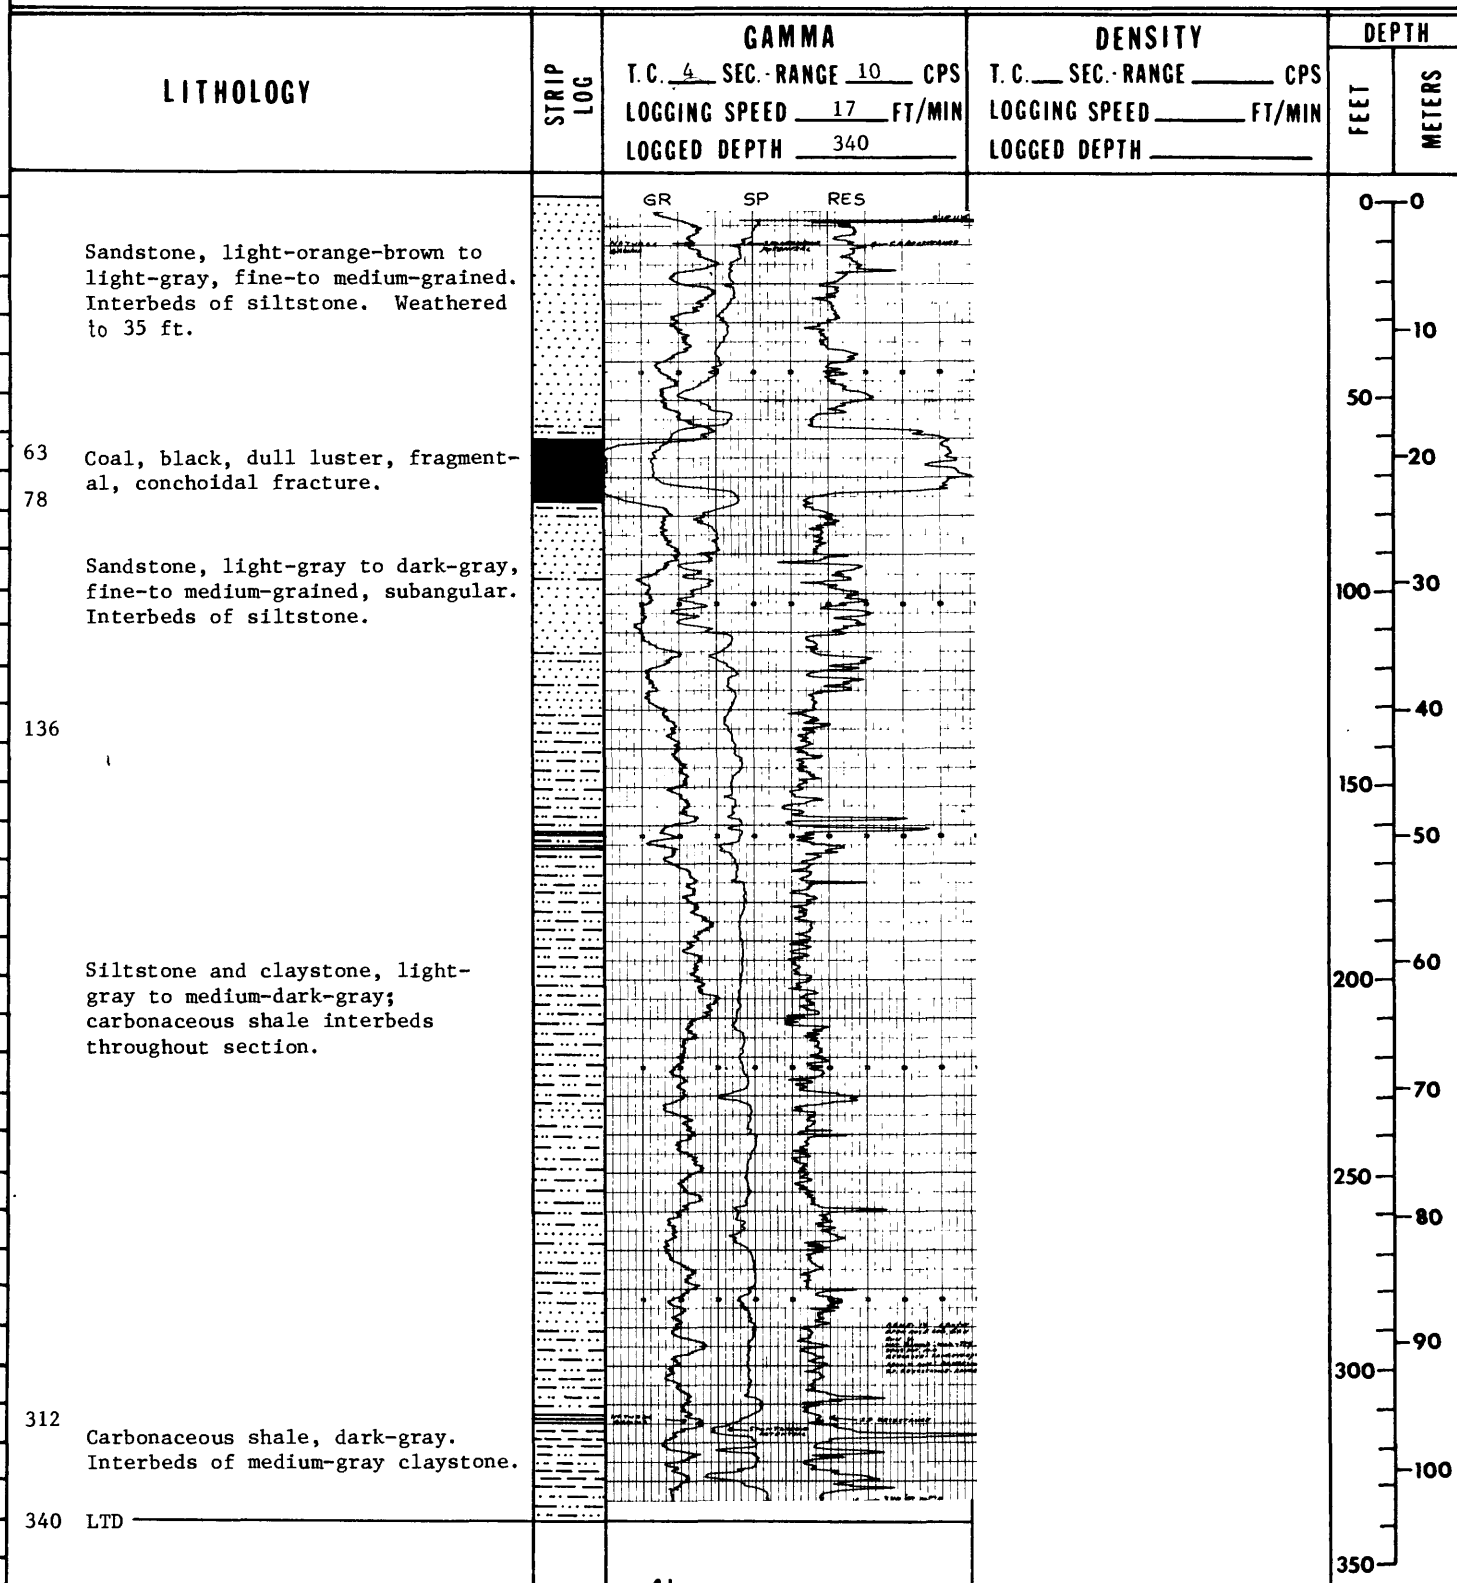 LITHOLOGY
STRIP LOG
GAMMA
T.C. 4 SEC.-RANGE 10 CPS
LOGGING SPEED 17 FT/MIN
LOGGED DEPTH 340
DENSITY
T.C. SEC.-RANGE CPS
LOGGING SPEED FT/MIN
LOGGED DEPTH
DEPTH
FEET
METERS
GR SP RES
Sandstone, light-orange-brown to
light-gray, fine-to medium-grained.
Interbeds of siltstone. Weathered
to 35 ft.
63
Coal, black, dull luster, fragment-
al, conchoidal fracture.
78
Sandstone, light-gray to dark-gray,
fine-to medium-grained, subangular.
Interbeds of siltstone.
136
Siltstone and claystone, light-
gray to medium-dark-gray;
carbonaceous shale interbeds
throughout section.
312
Carbonaceous shale, dark-gray.
Interbeds of medium-gray claystone.
340 LTD
0 0
10
50
20
100 30
40
150
50
60
200
70
250
80
90
300
100
350